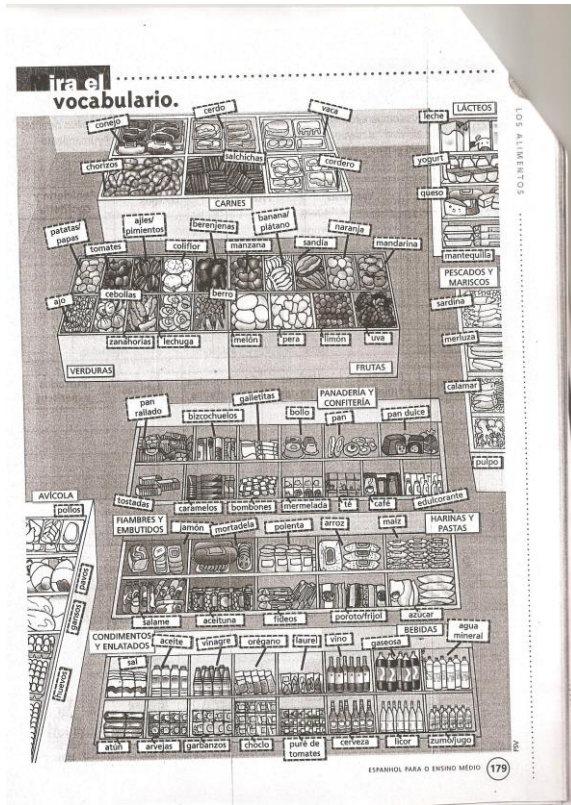 Mira el
vocabulario.
LOS ALIMENTOS
conejo
cerdo
vaca
chorizos
salchichas
cordero
CARNES
leche
LÁCTEOS
yogurt
queso
mantequilla
PESCADOS Y
MARISCOS
sardina
merluza
calamar
pulpo
patatas/
papas
tomates
ajíes/
pimientos
coliflor
berenjenas
manzana
banana/
plátano
sandía
naranja
mandarina
ajo
cebollas
zanahorias
lechuga
berro
melón
pera
limón
uva
VERDURAS
FRUTAS
PANADERÍA Y
CONFITERÍA
pan
rallado
bizcochuelos
galletitas
bollo
pan
pan dulce
tostadas
caramelos
bombones
mermelada
té
café
edulcorante
AVÍCOLA
pollos
pavos
gansos
huevos
FIAMBRES Y
EMBUTIDOS
jamón
mortadela
polenta
arroz
maíz
HARINAS Y
PASTAS
salame
aceituna
fideos
poroto/frijol
azúcar
CONDIMENTOS
Y ENLATADOS
BEBIDAS
sal
aceite
vinagre
orégano
laurel
vino
gaseosa
agua
mineral
atún
arvejas
garbanzos
choclo
puré de
tomates
cerveza
licor
zumo/jugo
ESPANHOL PARA O ENSINO MÉDIO
179